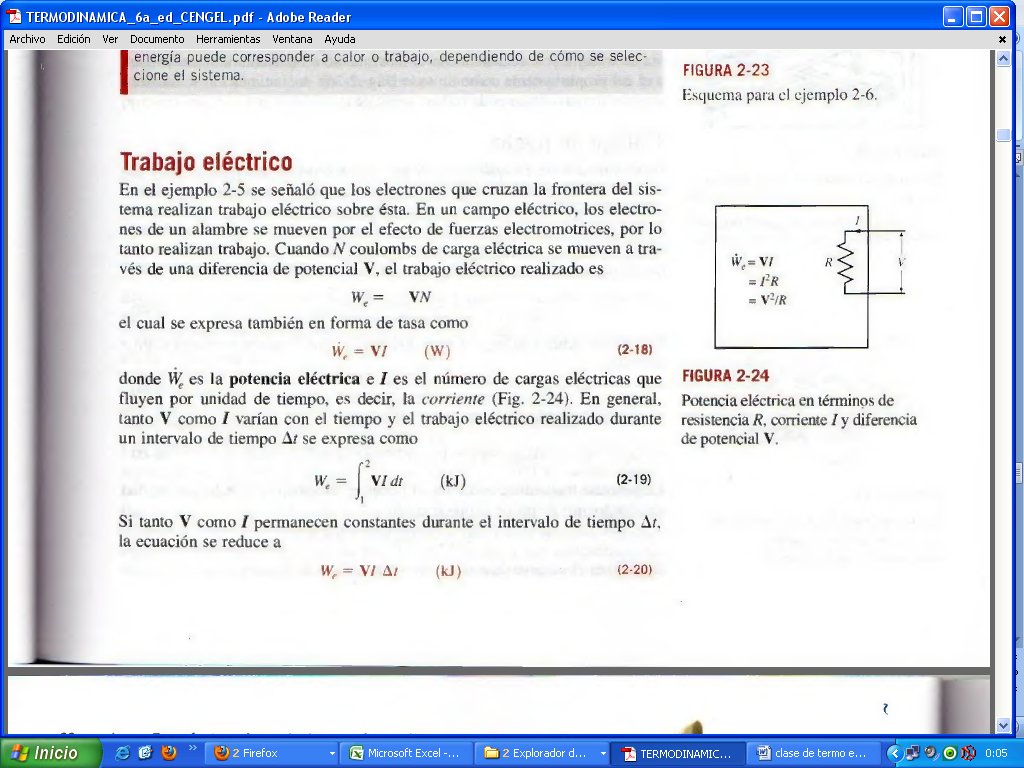 TERMODINAMICA_6a_ed_CENGEL.pdf - Adobe Reader
Archivo Edición Ver Documento Herramientas Ventana Ayuda
energía puede corresponder a calor o trabajo, dependiendo de cómo se selec-
cione el sistema.
FIGURA 2-23
Esquema para el ejemplo 2-6.
Trabajo eléctrico
En el ejemplo 2-5 se señaló que los electrones que cruzan la frontera del sis-
tema realizan trabajo eléctrico sobre ésta. En un campo eléctrico, los electro-
nes de un alambre se mueven por el efecto de fuerzas electromotrices, por lo
tanto realizan trabajo. Cuando N coulombs de carga eléctrica se mueven a tra-
vés de una diferencia de potencial V, el trabajo eléctrico realizado es
Wₑ = VN
el cual se expresa también en forma de tasa como
Ẇₑ = VI (W) (2-18)
donde Ẇₑ es la potencia eléctrica e I es el número de cargas eléctricas que
fluyen por unidad de tiempo, es decir, la corriente (Fig. 2-24). En general,
tanto V como I varían con el tiempo y el trabajo eléctrico realizado durante
un intervalo de tiempo Δt se expresa como
Wₑ = ∫₁² VI dt (kJ) (2-19)
Si tanto V como I permanecen constantes durante el intervalo de tiempo Δt,
la ecuación se reduce a
Wₑ = VI Δt (kJ) (2-20)
I
Ẇₑ = VI
R
V
= I²R
= V²/R
FIGURA 2-24
Potencia eléctrica en términos de
resistencia R, corriente I y diferencia
de potencial V.
Inicio
2 Firefox
Microsoft Excel -...
2 Explorador d...
TERMODINAMIC...
clase de termo e...
0:05